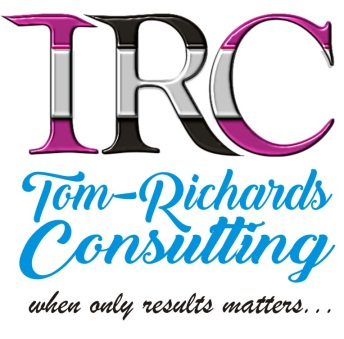 TRC
Tom-Richards
Consulting
when only results matters...